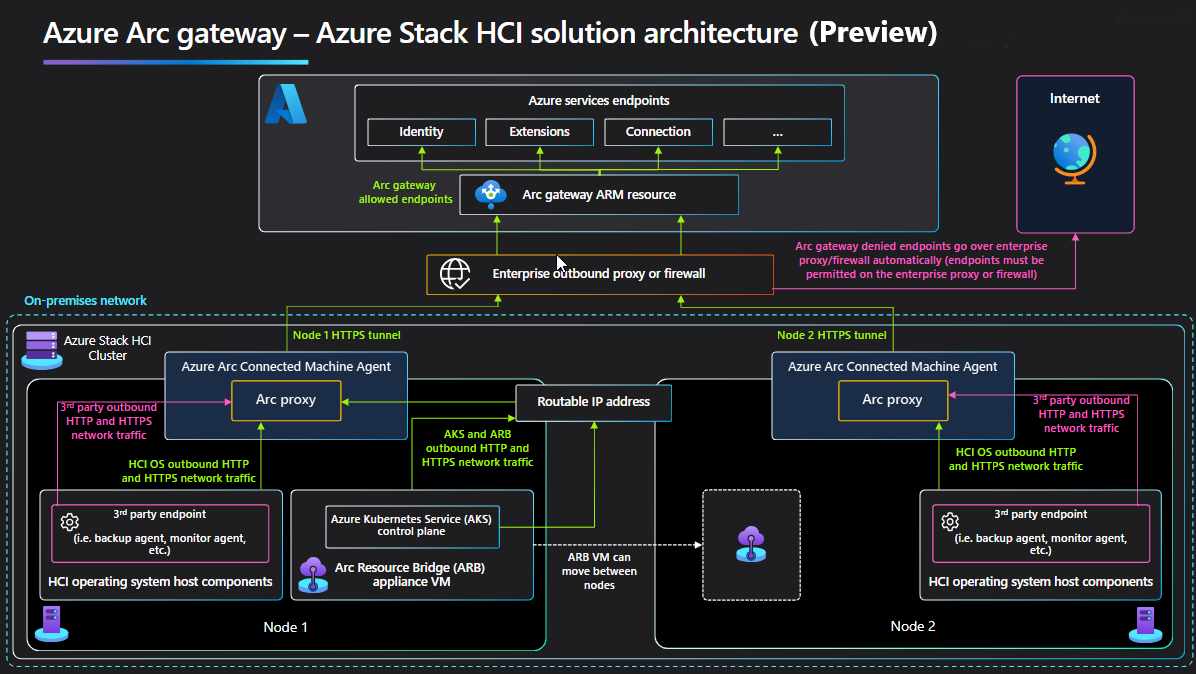 Azure Arc gateway – Azure Stack HCI solution architecture (Preview)
Azure services endpoints
Identity
Extensions
Connection
...
Internet
Arc gateway
allowed endpoints
Arc gateway ARM resource
Arc gateway denied endpoints go over enterprise
proxy/firewall automatically (endpoints must be
permitted on the enterprise proxy or firewall)
Enterprise outbound proxy or firewall
On-premises network
Node 1 HTTPS tunnel
Node 2 HTTPS tunnel
Azure Stack HCI
Cluster
Azure Arc Connected Machine Agent
Arc proxy
Routable IP address
Azure Arc Connected Machine Agent
Arc proxy
3rd party outbound
HTTP and HTTPS
network traffic
HCI OS outbound HTTP
and HTTPS network traffic
AKS and ARB
outbound HTTP and
HTTPS network traffic
3rd party outbound
HTTP and HTTPS
network traffic
HCI OS outbound HTTP
and HTTPS network traffic
3rd party endpoint
(i.e. backup agent, monitor agent,
etc.)
HCI operating system host components
Azure Kubernetes Service (AKS)
control plane
Arc Resource Bridge (ARB)
appliance VM
ARB VM can
move between
nodes
3rd party endpoint
(i.e. backup agent, monitor agent,
etc.)
HCI operating system host components
Node 1
Node 2